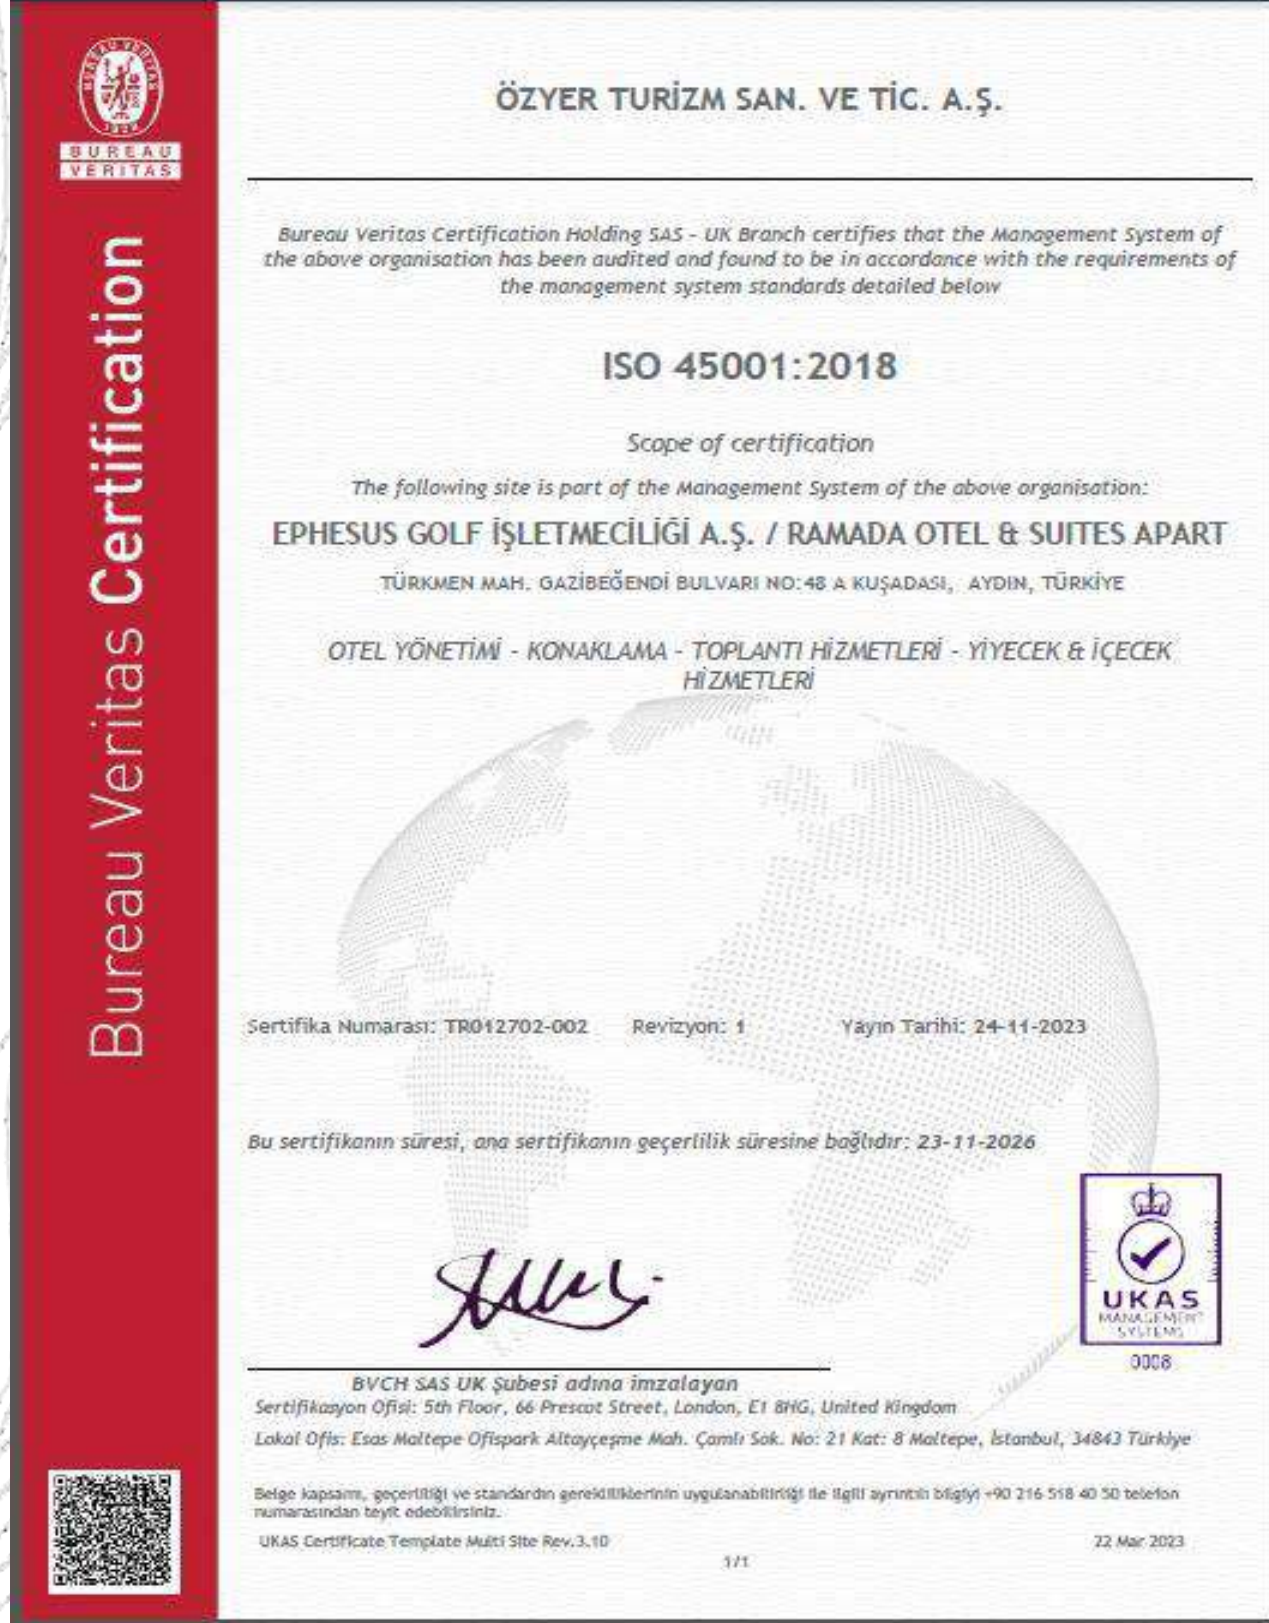 BUREAU VERITAS
1828
BUREAU
VERITAS
Bureau Veritas Certification
ÖZYER TURİZM SAN. VE TİC. A.Ş.
Bureau Veritas Certification Holding SAS - UK Branch certifies that the Management System of
the above organisation has been audited and found to be in accordance with the requirements of
the management system standards detailed below
ISO 45001:2018
Scope of certification
The following site is part of the Management System of the above organisation:
EPHESUS GOLF İŞLETMECİLİĞİ A.Ş. / RAMADA OTEL & SUITES APART
TÜRKMEN MAH. GAZİBEĞENDİ BULVARI NO:48 A KUŞADASI, AYDIN, TÜRKİYE
OTEL YÖNETİMİ - KONAKLAMA - TOPLANTI HİZMETLERİ - YİYECEK & İÇECEK
HİZMETLERİ
Sertifika Numarası: TR012702-002 Revizyon: 1 Yayın Tarihi: 24-11-2023
Bu sertifikanın süresi, ana sertifikanın geçerlilik süresine bağlıdır: 23-11-2026
UKAS
MANAGEMENT
SYSTEMS
0008
BVCH SAS UK Şubesi adına imzalayan
Sertifikasyon Ofisi: 5th Floor, 66 Prescot Street, London, E1 8HG, United Kingdom
Lokal Ofis: Esas Maltepe Ofispark Altayçeşme Mah. Çamlı Sok. No: 21 Kat: 8 Maltepe, İstanbul, 34843 Türkiye
Belge kapsamı, geçerliliği ve standardın gerekliliklerinin uygulanabilirliği ile ilgili ayrıntılı bilgiyi +90 216 518 40 50 telefon
numarasından teyit edebilirsiniz.
UKAS Certificate Template Multi Site Rev.3.10 22 Mar 2023
1/1